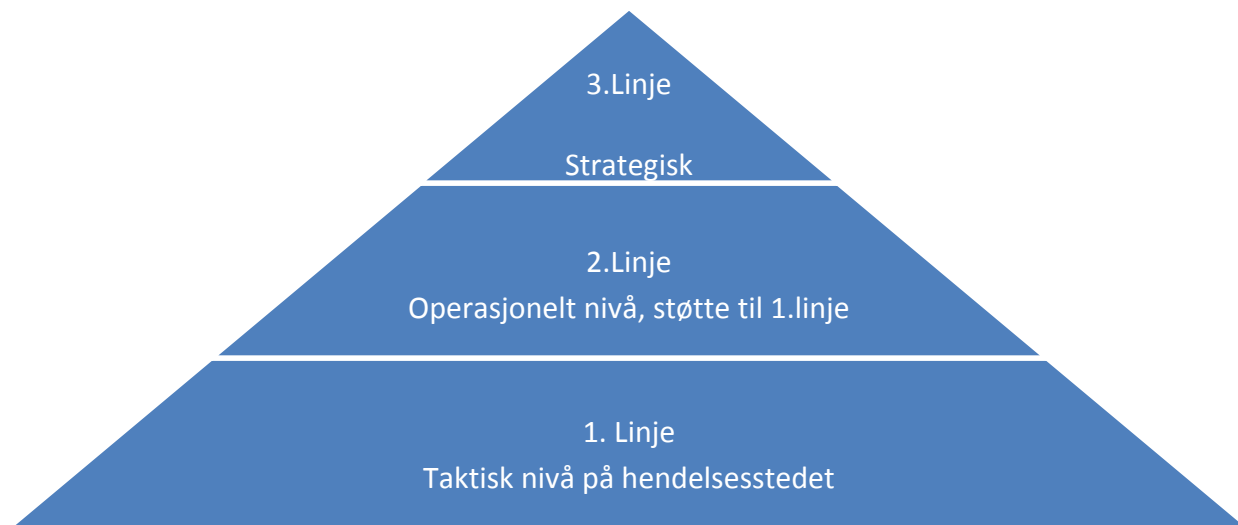 3.Linje
Strategisk
2.Linje
Operasjonelt nivå, støtte til 1.linje
1. Linje
Taktisk nivå på hendelsesstedet